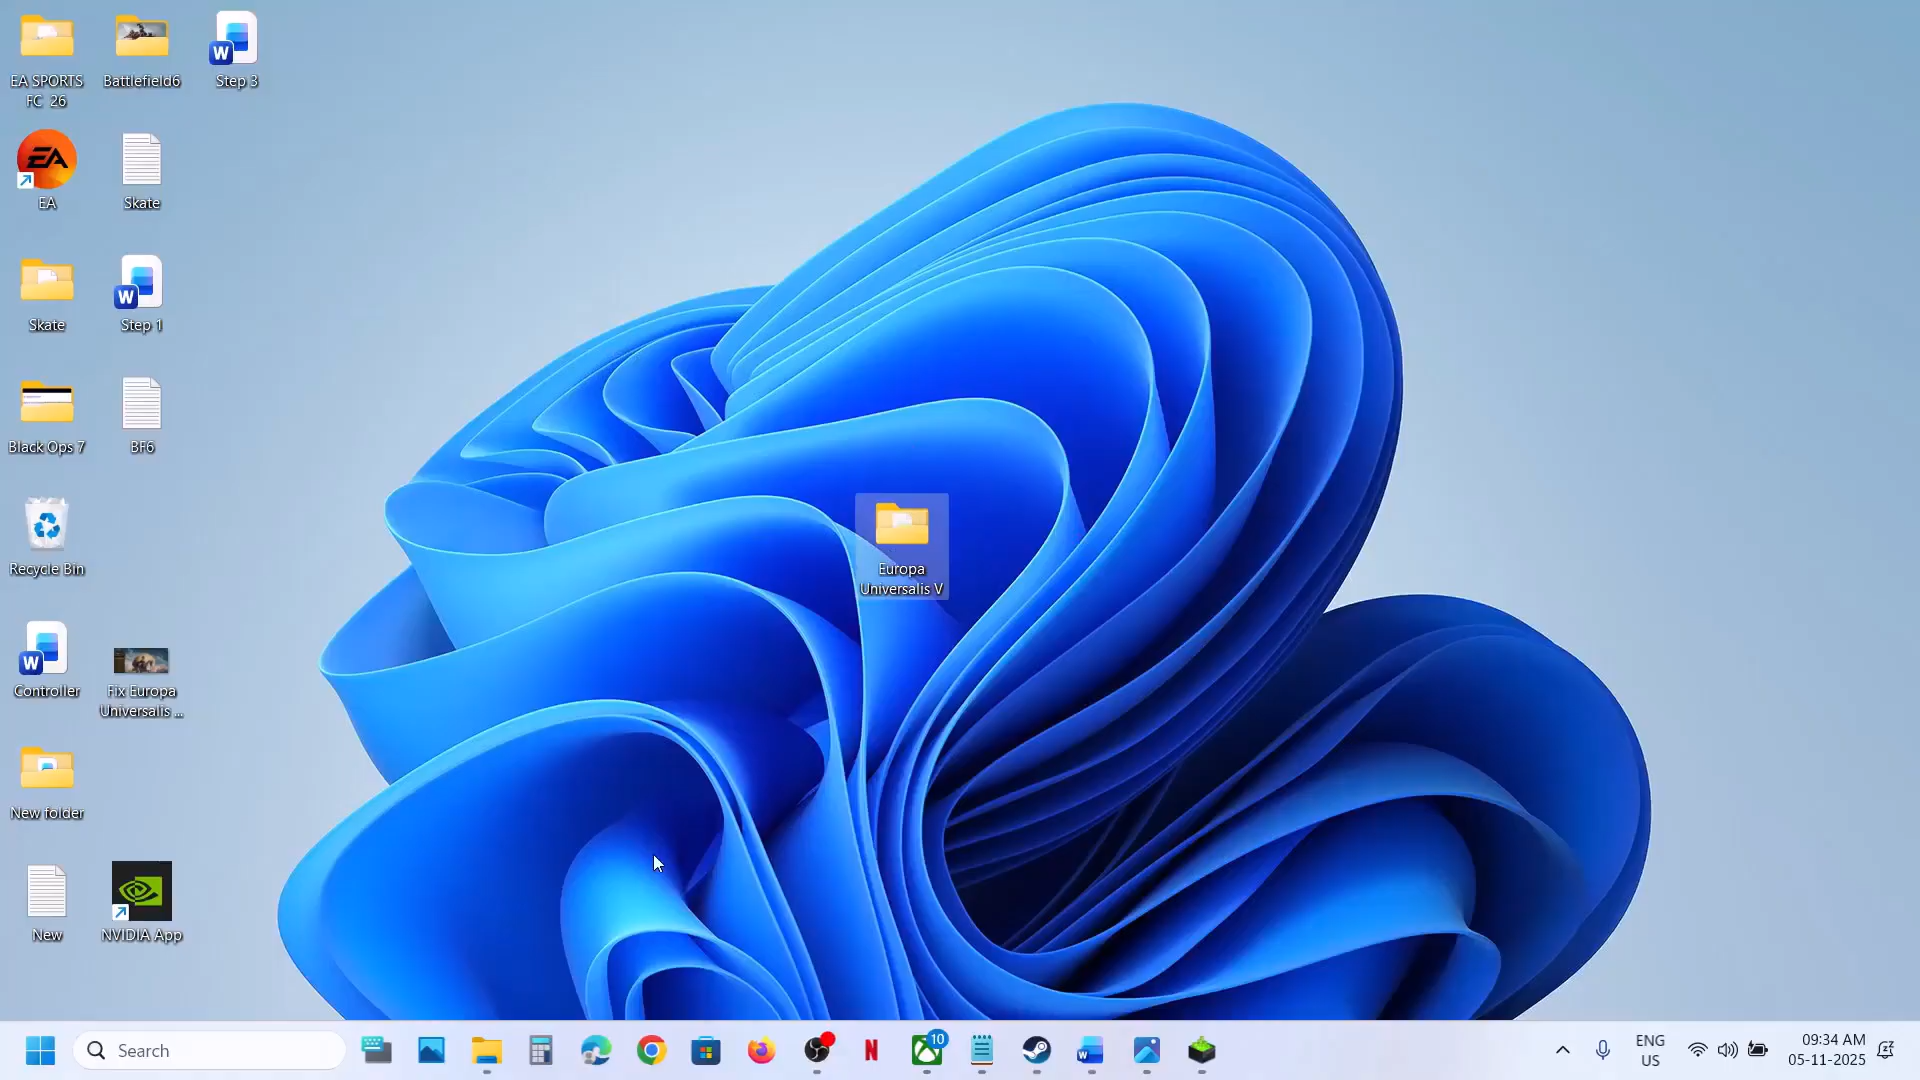 EA SPORTS
FC 26
Battlefield6
Step 3
EA
Skate
Skate
Step 1
Black Ops 7
BF6
Recycle Bin
Europa
Universalis V
Controller
Fix Europa
Universalis ...
New folder
New
NVIDIA App
Search
10
ENG
US
09:34 AM
05-11-2025